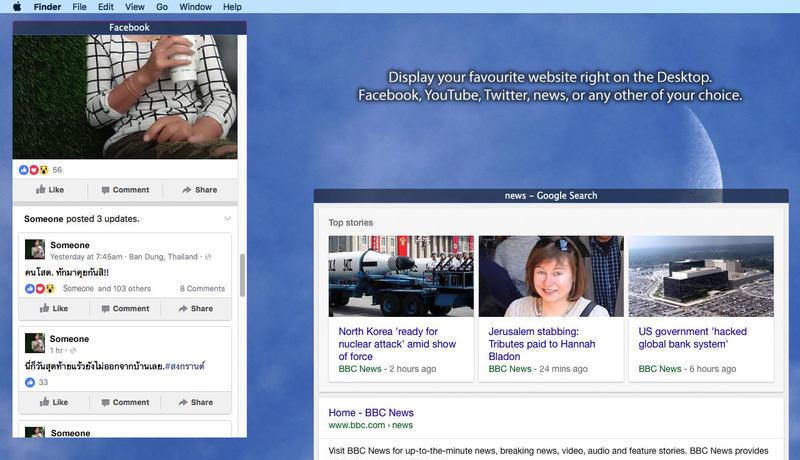 Finder File Edit View Go Window Help
Facebook
56
Like Comment Share
Someone posted 3 updates.
Someone
Yesterday at 7:45am · Ban Dung, Thailand ·
คนโสด. ทักมาคุยกันสิ!!
Someone and 103 others 8 Comments
Like Comment Share
Someone
1 hr ·
นี่ก็วันสุดท้ายแร้วยังไม่ออกจากบ้านเลย.#สงกรานต์
33
Like Comment Share
Someone
Display your favourite website right on the Desktop.
Facebook, YouTube, Twitter, news, or any other of your choice.
news – Google Search
Top stories
North Korea 'ready for
nuclear attack' amid show
of force
BBC News - 2 hours ago
Jerusalem stabbing:
Tributes paid to Hannah
Bladon
BBC News - 24 mins ago
US government 'hacked
global bank system'
BBC News - 6 hours ago
Home - BBC News
www.bbc.com › news
Visit BBC News for up-to-the-minute news, breaking news, video, audio and feature stories. BBC News provides